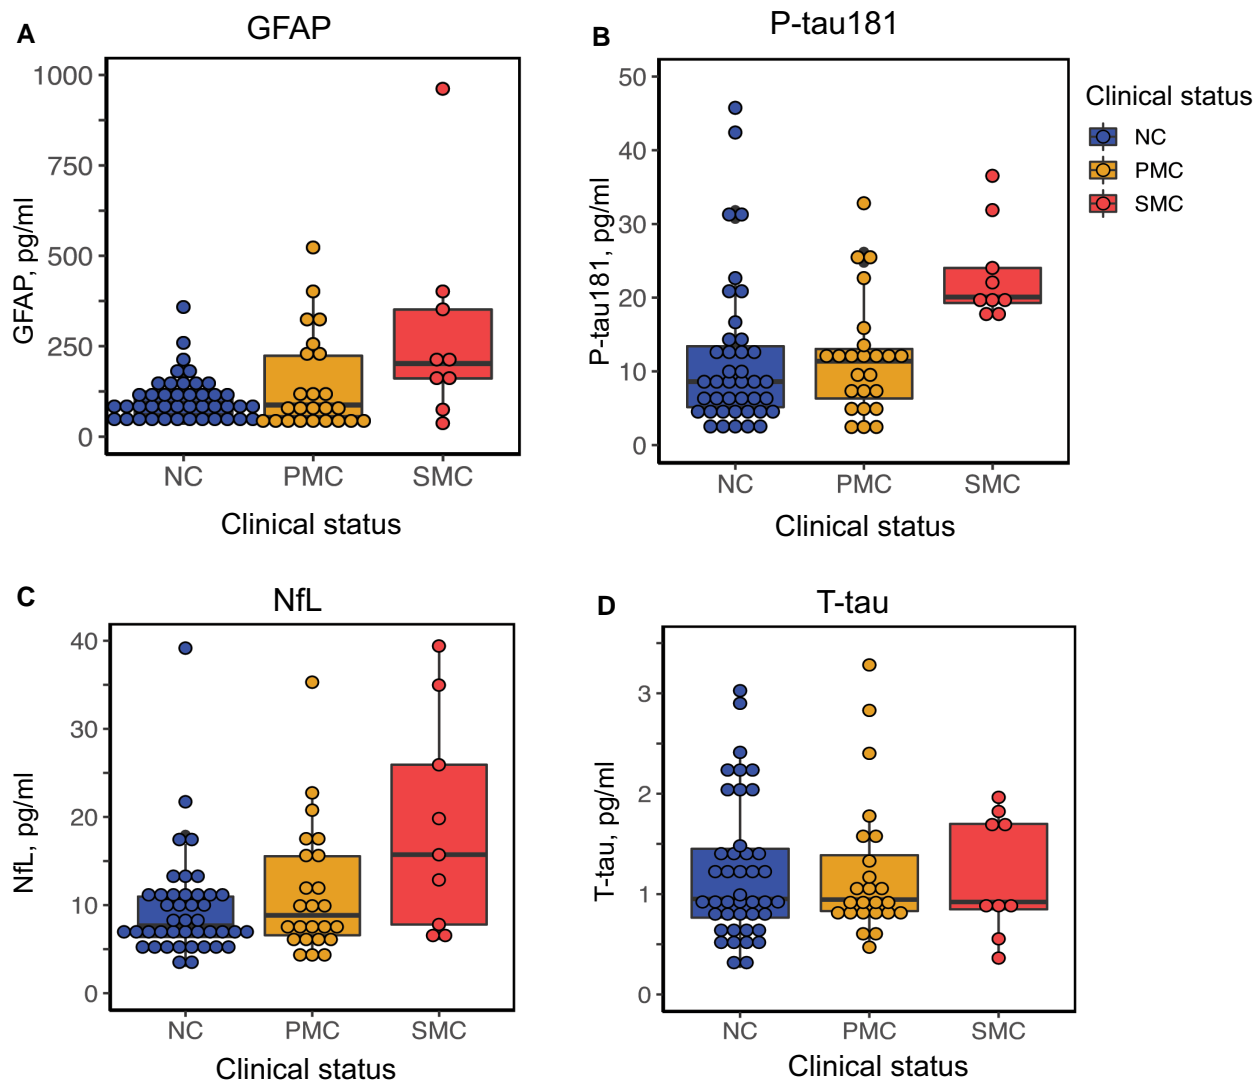 A
GFAP
1000
750
500
250
0
GFAP, pg/ml
NC
PMC
SMC
Clinical status
B
P-tau181
50
40
30
20
10
0
P-tau181, pg/ml
NC
PMC
SMC
Clinical status
Clinical status
NC
PMC
SMC
C
NfL
40
30
20
10
0
NfL, pg/ml
NC
PMC
SMC
Clinical status
D
T-tau
3
2
1
0
T-tau, pg/ml
NC
PMC
SMC
Clinical status